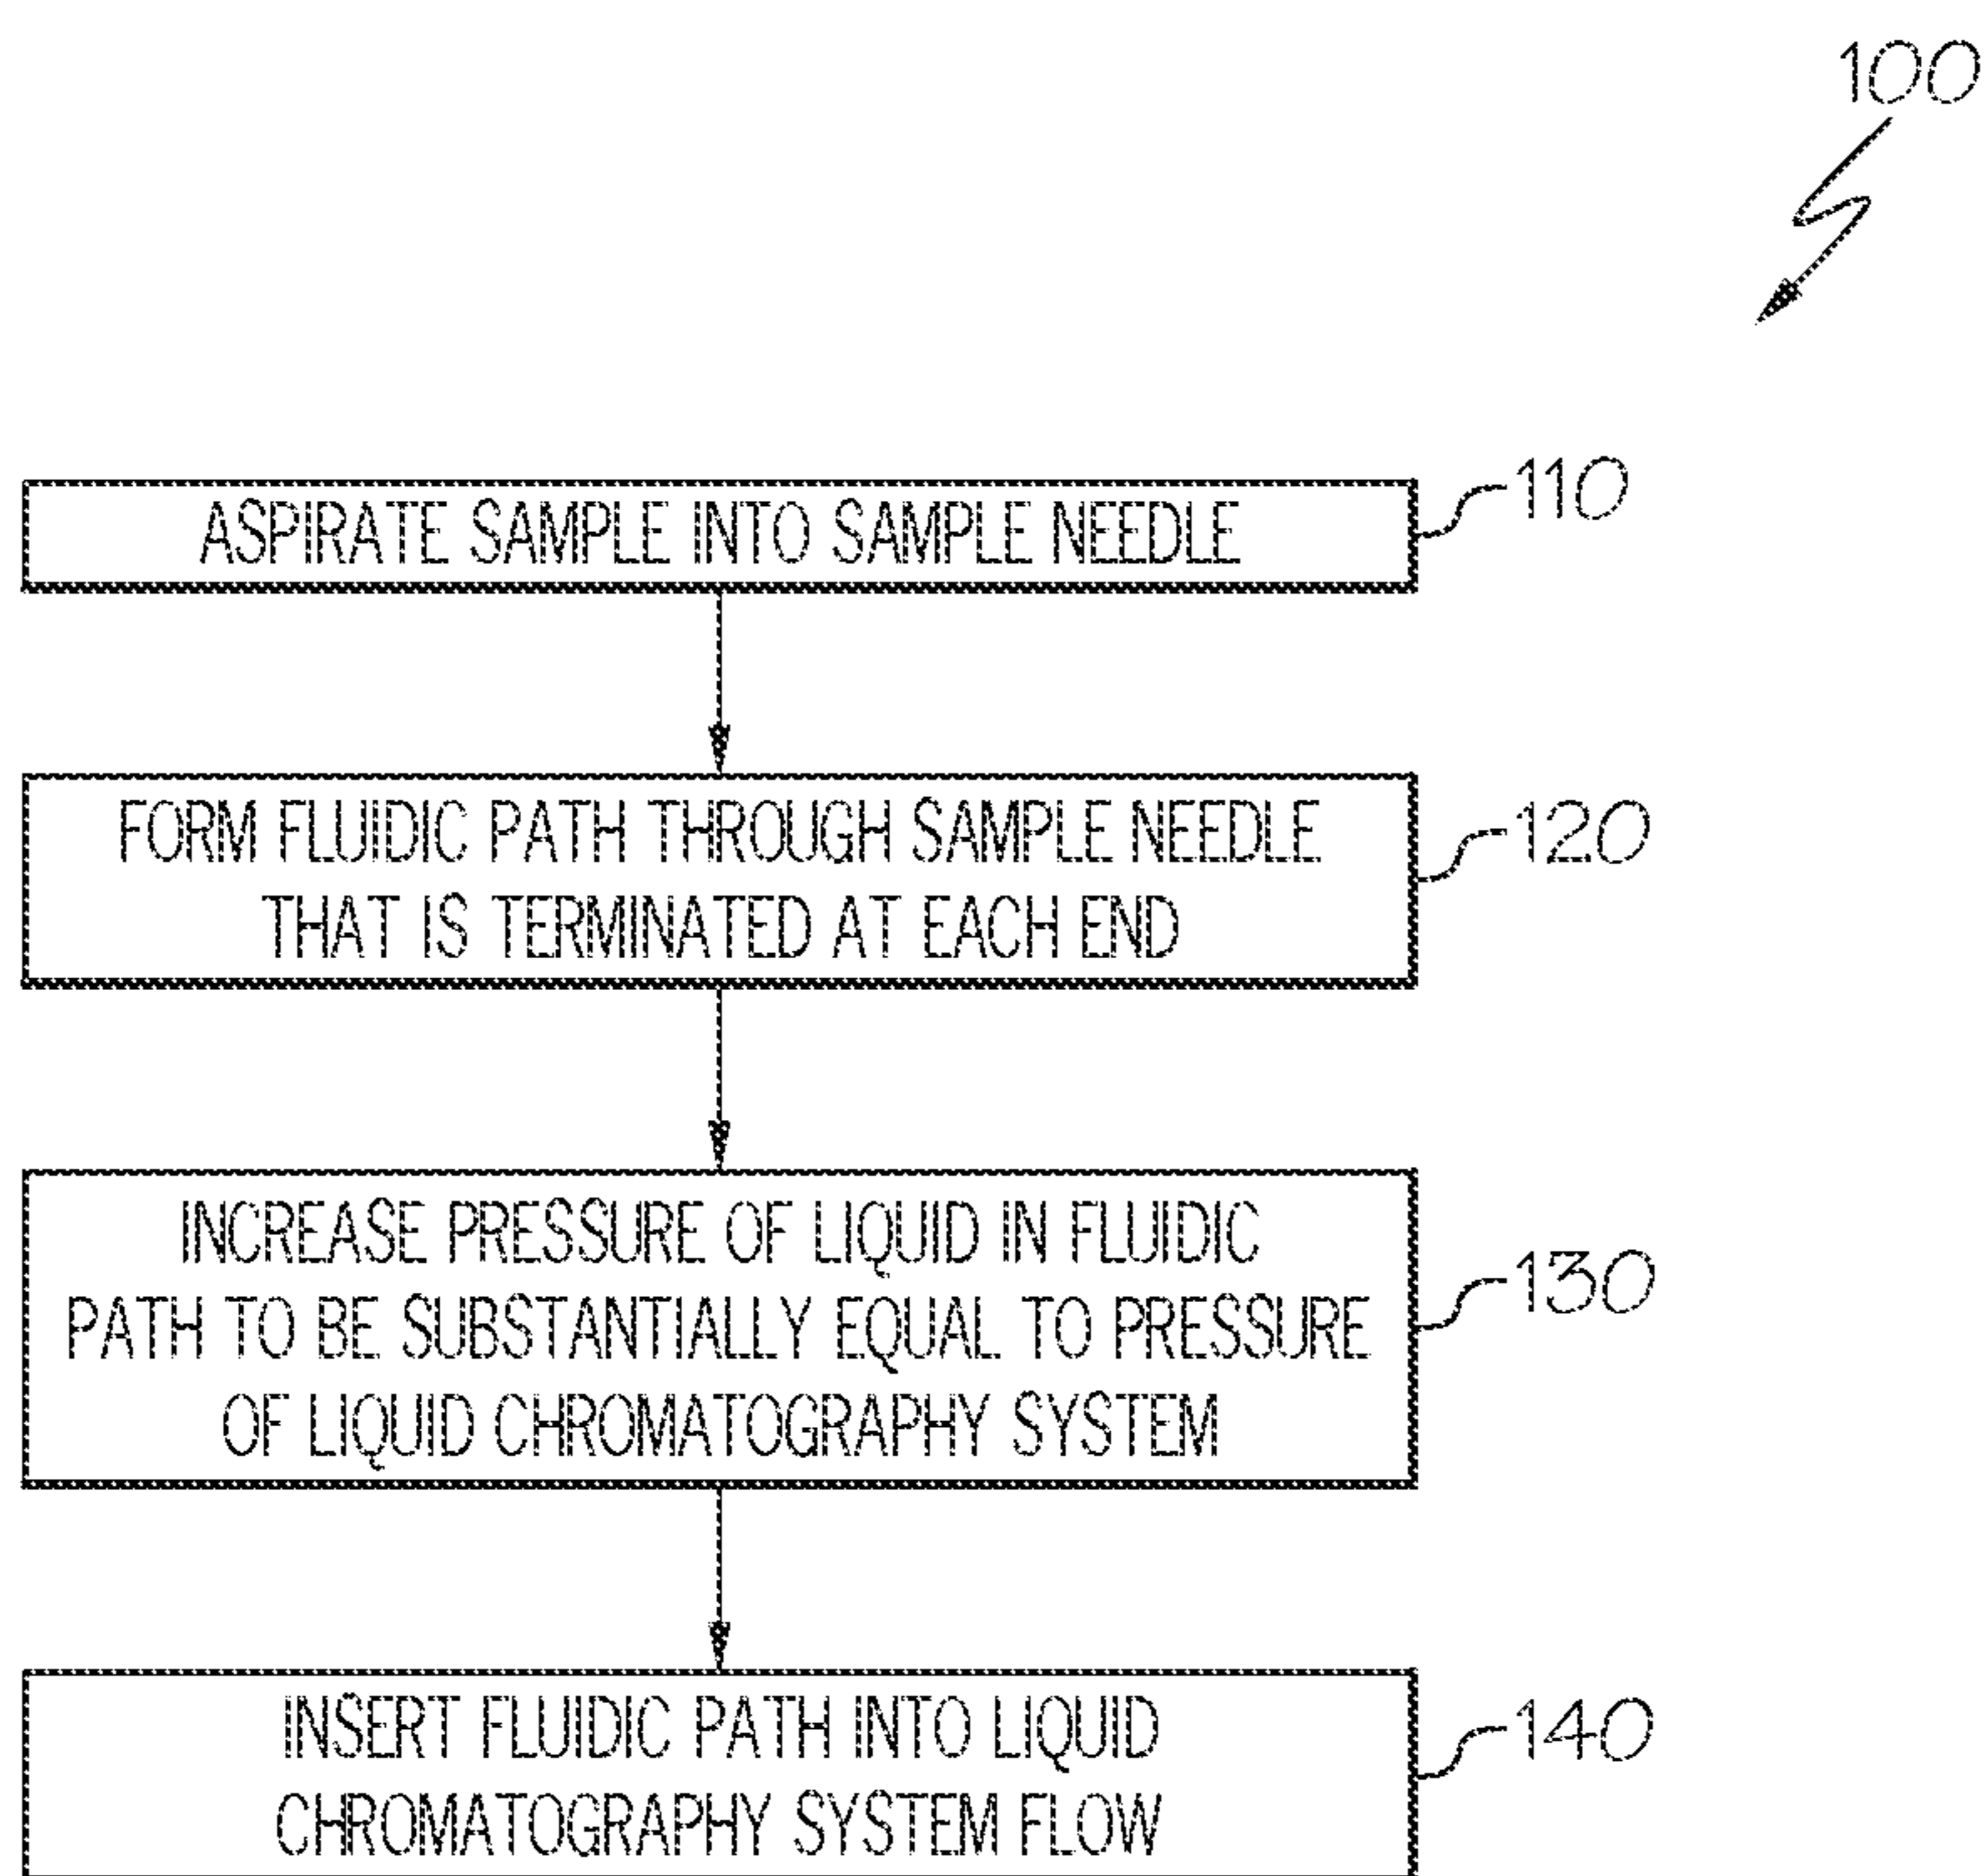 100
ASPIRATE SAMPLE INTO SAMPLE NEEDLE
110
FORM FLUIDIC PATH THROUGH SAMPLE NEEDLE
THAT IS TERMINATED AT EACH END
120
INCREASE PRESSURE OF LIQUID IN FLUIDIC
PATH TO BE SUBSTANTIALLY EQUAL TO PRESSURE
OF LIQUID CHROMATOGRAPHY SYSTEM
130
INSERT FLUIDIC PATH INTO LIQUID
CHROMATOGRAPHY SYSTEM FLOW
140